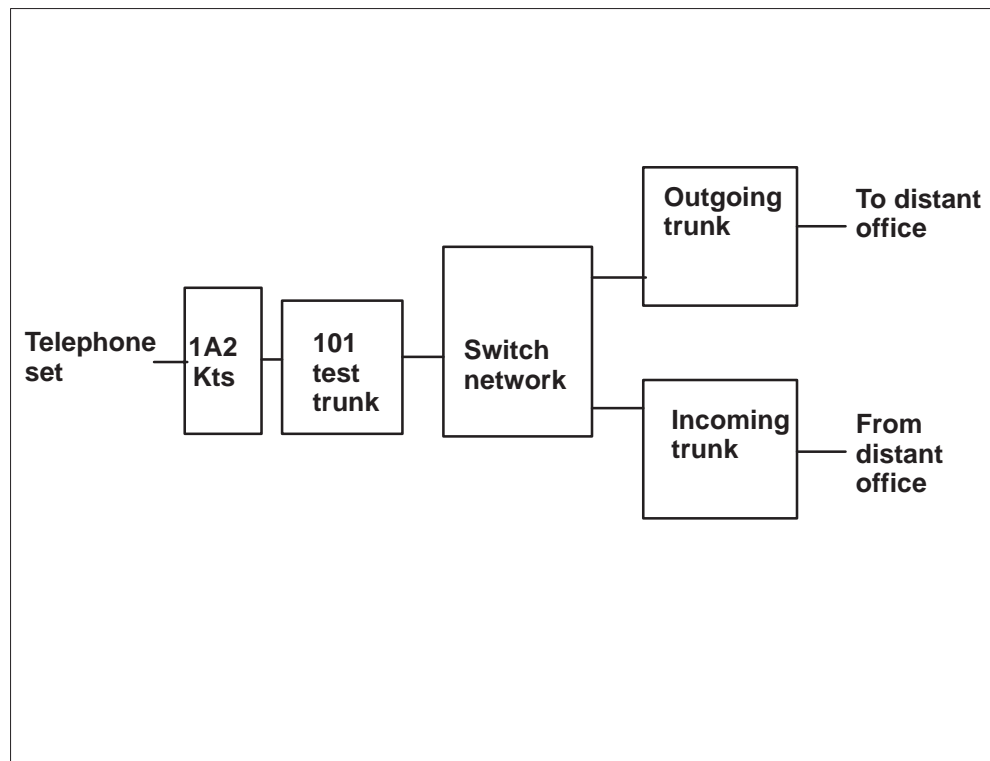 Telephone
set
1A2
Kts
101
test
trunk
Switch
network
Outgoing
trunk
To distant
office
Incoming
trunk
From
distant
office